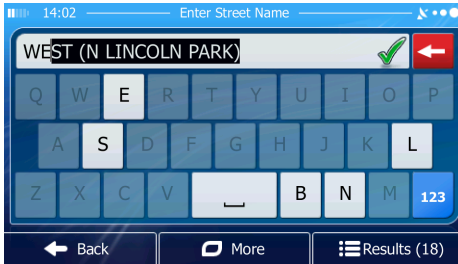 14:02 Enter Street Name
WEST (N LINCOLN PARK)
Q W E R T Y U I O P
A S D F G H J K L
Z X C V B N M 123
Back More Results (18)